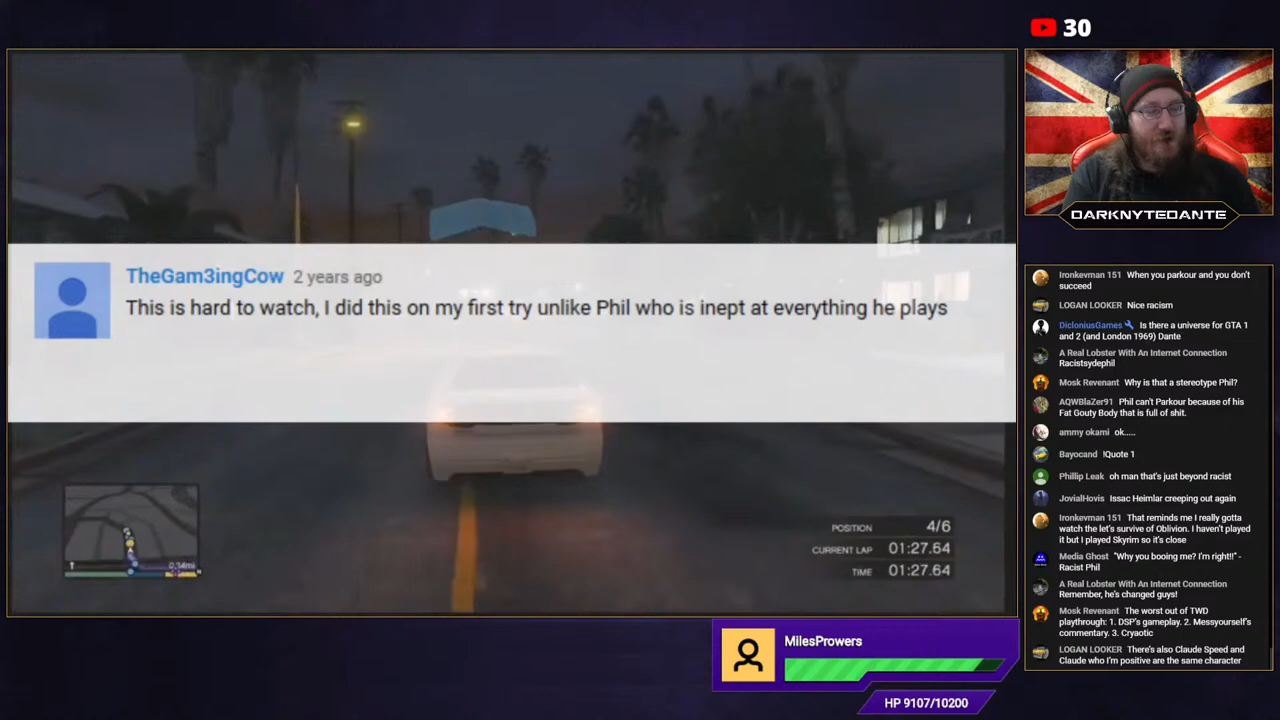 30
TheGam3ingCow 2 years ago
This is hard to watch, I did this on my first try unlike Phil who is inept at everything he plays
POSITION 4/6
CURRENT LAP 01:27.64
TIME 01:27.64
MilesProwers
HP 9107/10200
DARKNYTEDANTE
Ironkevman 151 When you parkour and you don't
succeed
LOGAN LOOKER Nice racism
DicloniusGames Is there a universe for GTA 1
and 2 (and London 1969) Dante
A Real Lobster With An Internet Connection
Racistsydephil
Mosk Revenant Why is that a stereotype Phil?
AQWBlaZer91 Phil can't Parkour because of his
Fat Gouty Body that is full of shit.
ammy okami ok.....
Bayocand !Quote 1
Phillip Leak oh man that's just beyond racist
JovialHovis Issac Heimlar creeping out again
Ironkevman 151 That reminds me I really gotta
watch the let's survive of Oblivion. I haven't played
it but I played Skyrim so it's close
Media Ghost "Why you booing me? I'm right!!" -
Racist Phil
A Real Lobster With An Internet Connection
Remember, he's changed guys!
Mosk Revenant The worst out of TWD
playthrough: 1. DSP's gameplay. 2. Messyourself's
commentary. 3. Cryaotic
LOGAN LOOKER There's also Claude Speed and
Claude who I'm positive are the same character